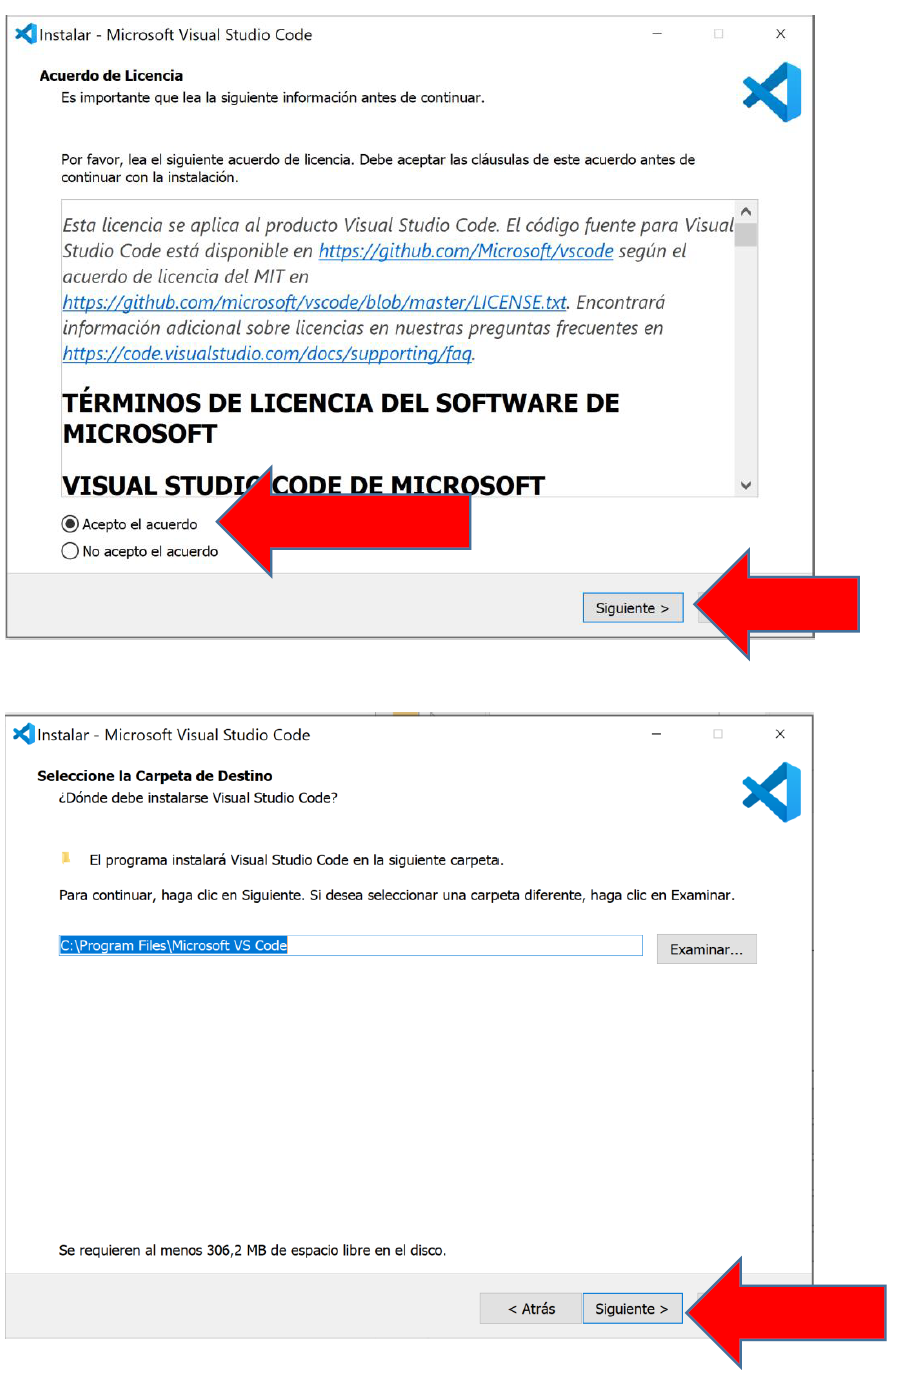 Instalar - Microsoft Visual Studio Code
Acuerdo de Licencia
Es importante que lea la siguiente información antes de continuar.
Por favor, lea el siguiente acuerdo de licencia. Debe aceptar las cláusulas de este acuerdo antes de
continuar con la instalación.
Esta licencia se aplica al producto Visual Studio Code. El código fuente para Visual
Studio Code está disponible en https://github.com/Microsoft/vscode según el
acuerdo de licencia del MIT en
https://github.com/microsoft/vscode/blob/master/LICENSE.txt. Encontrará
información adicional sobre licencias en nuestras preguntas frecuentes en
https://code.visualstudio.com/docs/supporting/faq.
TÉRMINOS DE LICENCIA DEL SOFTWARE DE
MICROSOFT
VISUAL STUDIO CODE DE MICROSOFT
Acepto el acuerdo
No acepto el acuerdo
Siguiente >
Instalar - Microsoft Visual Studio Code
Seleccione la Carpeta de Destino
¿Dónde debe instalarse Visual Studio Code?
El programa instalará Visual Studio Code en la siguiente carpeta.
Para continuar, haga clic en Siguiente. Si desea seleccionar una carpeta diferente, haga clic en Examinar.
C:\Program Files\Microsoft VS Code
Examinar...
Se requieren al menos 306,2 MB de espacio libre en el disco.
< Atrás
Siguiente >